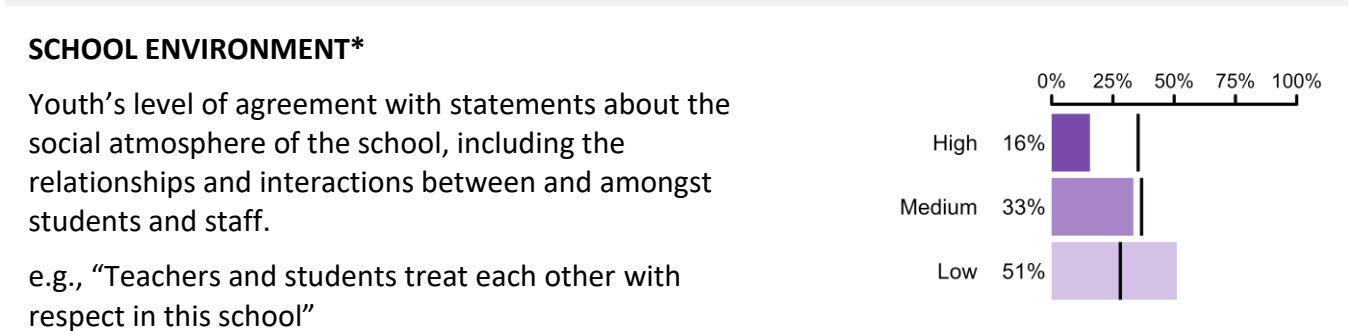 SCHOOL ENVIRONMENT*
Youth’s level of agreement with statements about the
social atmosphere of the school, including the
relationships and interactions between and amongst
students and staff.
e.g., “Teachers and students treat each other with
respect in this school”
0% 25% 50% 75% 100%
High 16%
Medium 33%
Low 51%